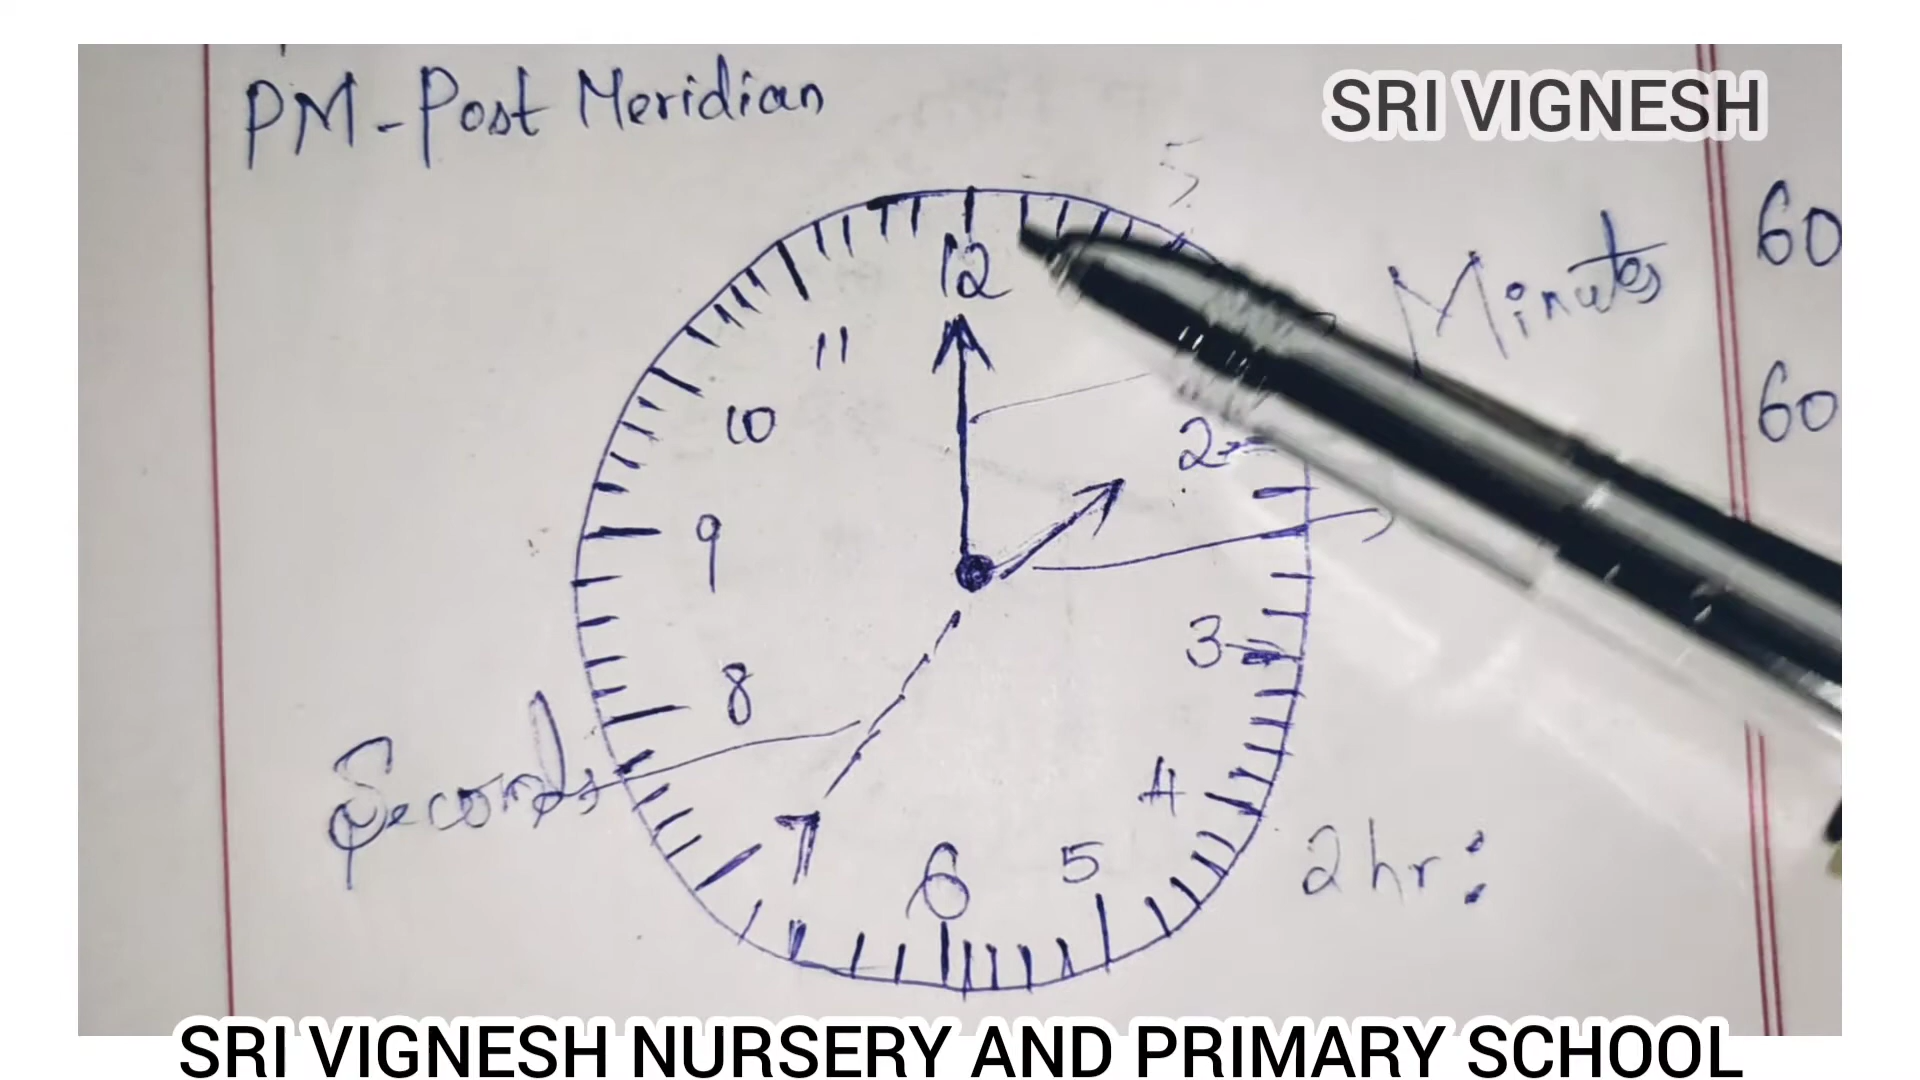 PM - Post Meridian
SRI VIGNESH
5
Minutes
60
60
12
11
10
2
9
3
8
Seconds
4
7
6
5
2hr:
SRI VIGNESH NURSERY AND PRIMARY SCHOOL